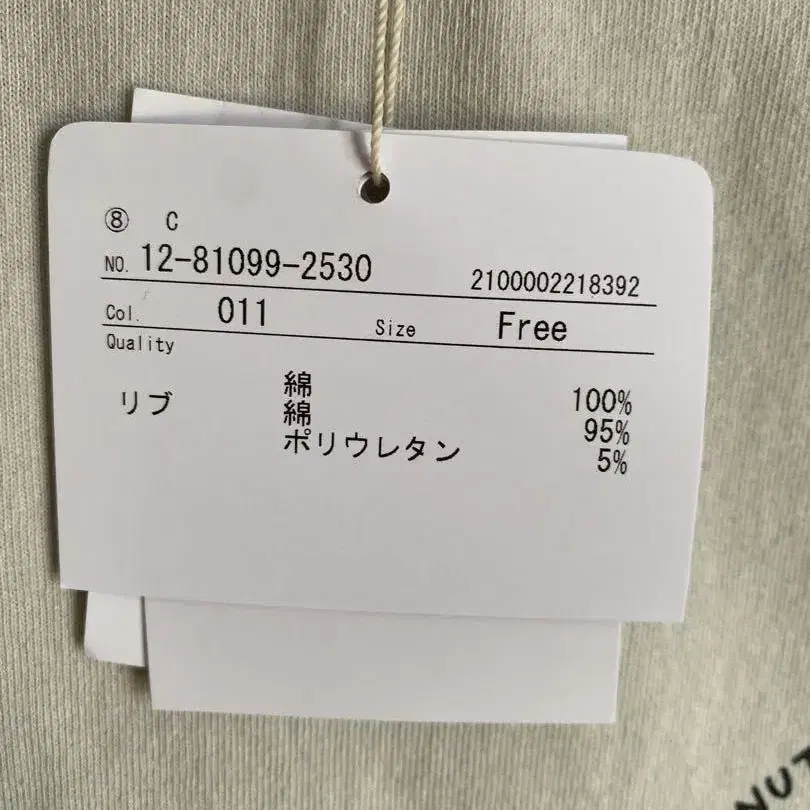 ⑧ C
NO. 12-81099-2530 2100002218392
Col. 011 Size Free
Quality
綿 100%
リブ 綿 95%
ポリウレタン 5%
NUT